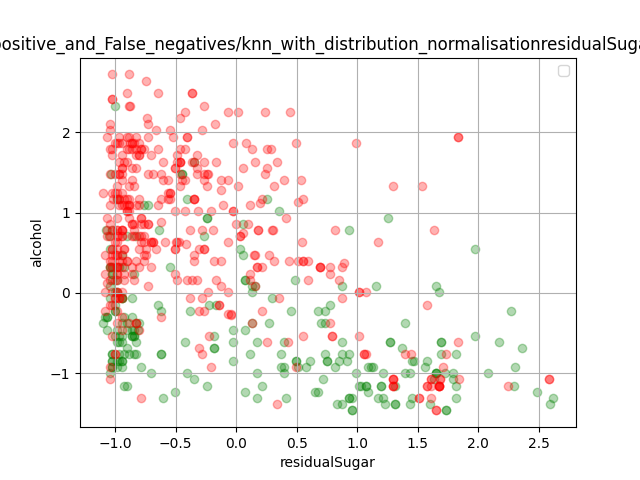 positive_and_False_negatives/knn_with_distribution_normalisationresidualSuga
2
1
0
−1
alcohol
−1.0 −0.5 0.0 0.5 1.0 1.5 2.0 2.5
residualSugar